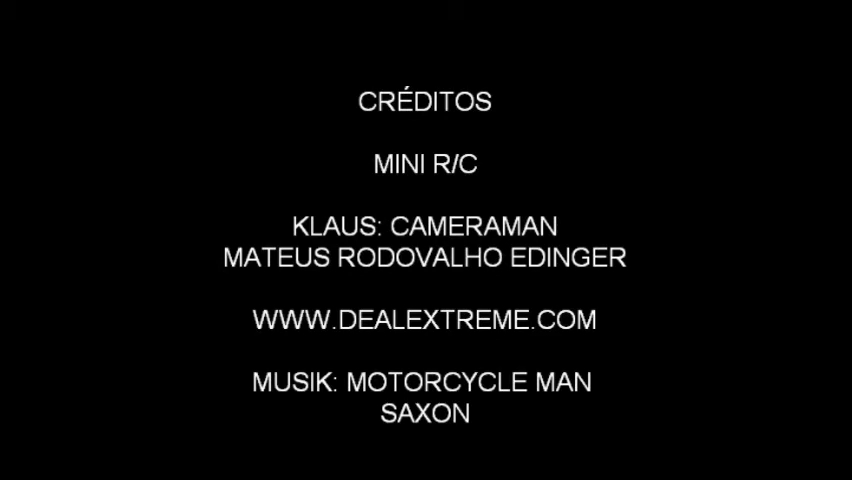 CRÉDITOS
MINI R/C
KLAUS: CAMERAMAN
MATEUS RODOVALHO EDINGER
WWW.DEALEXTREME.COM
MUSIK: MOTORCYCLE MAN
SAXON